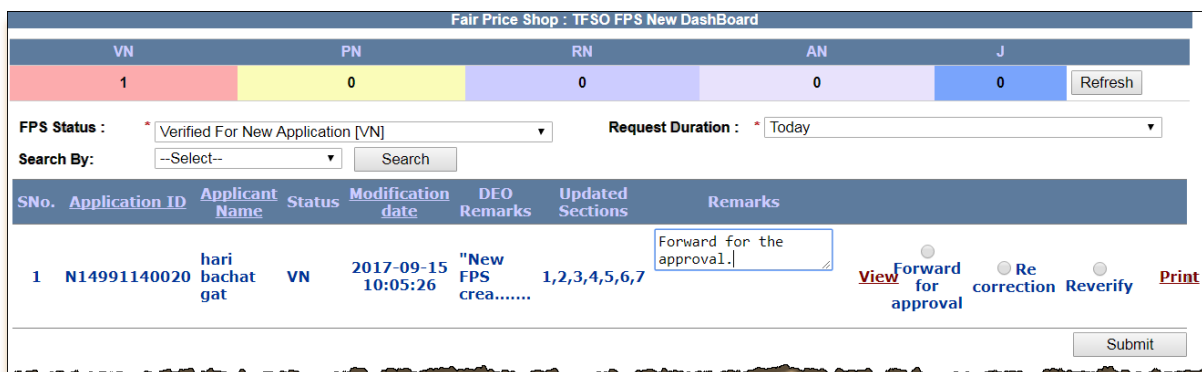 Fair Price Shop : TFSO FPS New DashBoard
VN PN RN AN J
1 0 0 0 0 Refresh
FPS Status : * Verified For New Application [VN] Request Duration : * Today
Search By: --Select-- Search
SNo. Application ID Applicant Name Status Modification date DEO Remarks Updated Sections Remarks
1 N14991140020 hari bachat gat VN 2017-09-15 10:05:26 "New FPS crea....... 1,2,3,4,5,6,7 Forward for the approval. View Forward for approval Re correction Reverify Print
Submit